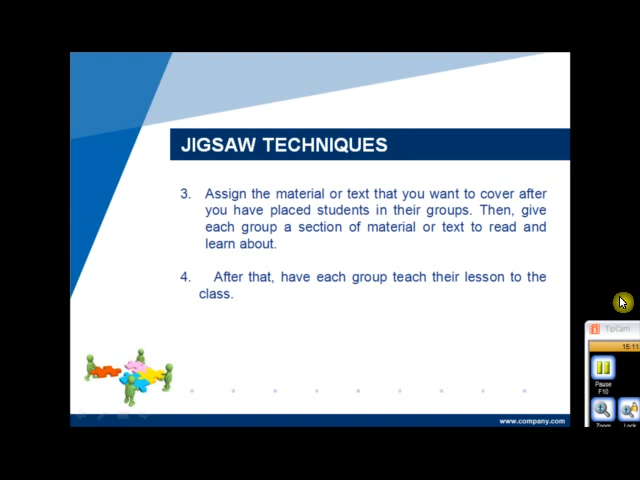 JIGSAW TECHNIQUES
3. Assign the material or text that you want to cover after
you have placed students in their groups. Then, give
each group a section of material or text to read and
learn about.
4. After that, have each group teach their lesson to the
class.
TipCam
15:11
Pause
F10
Zoom
Lock
www.company.com